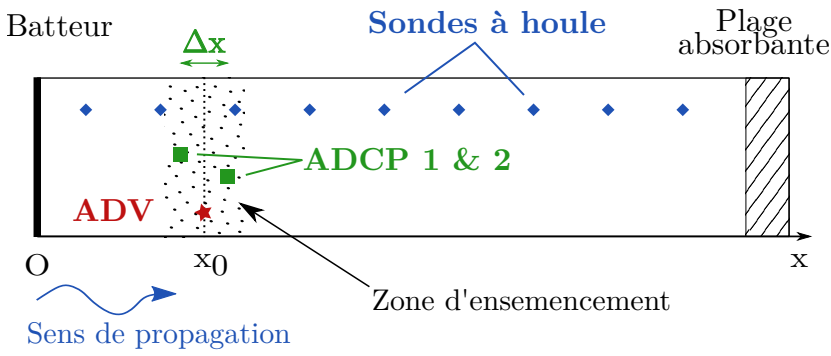 Batteur
Δx
Sondes à houle
Plage
absorbante
ADCP 1 & 2
ADV
O
x0
x
Zone d'ensemencement
Sens de propagation